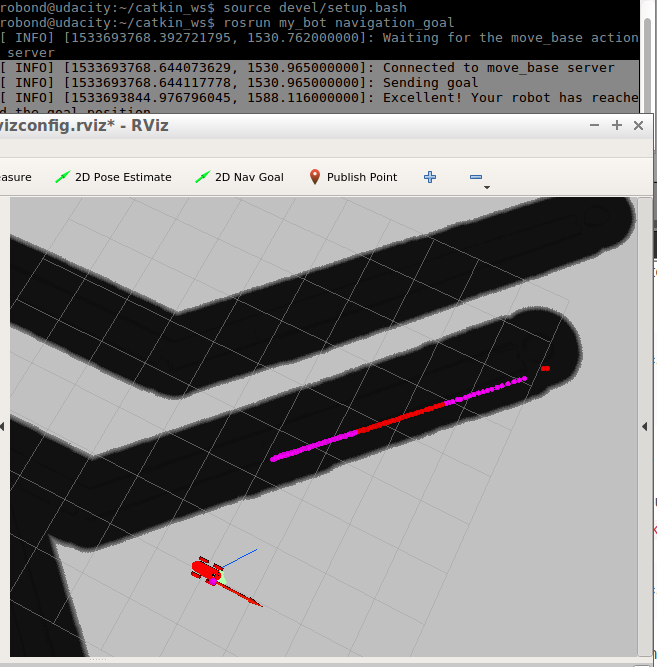 robond@udacity:~/catkin_ws$ source devel/setup.bash
robond@udacity:~/catkin_ws$ rosrun my_bot navigation_goal
[ INFO] [1533693768.392721795, 1530.762000000]: Waiting for the move_base action
server
[ INFO] [1533693768.644073629, 1530.965000000]: Connected to move_base server
[ INFO] [1533693768.644117778, 1530.965000000]: Sending goal
[ INFO] [1533693844.976796045, 1588.116000000]: Excellent! Your robot has reache
d the goal position
vizconfig.rviz* - RViz
easure 2D Pose Estimate 2D Nav Goal Publish Point